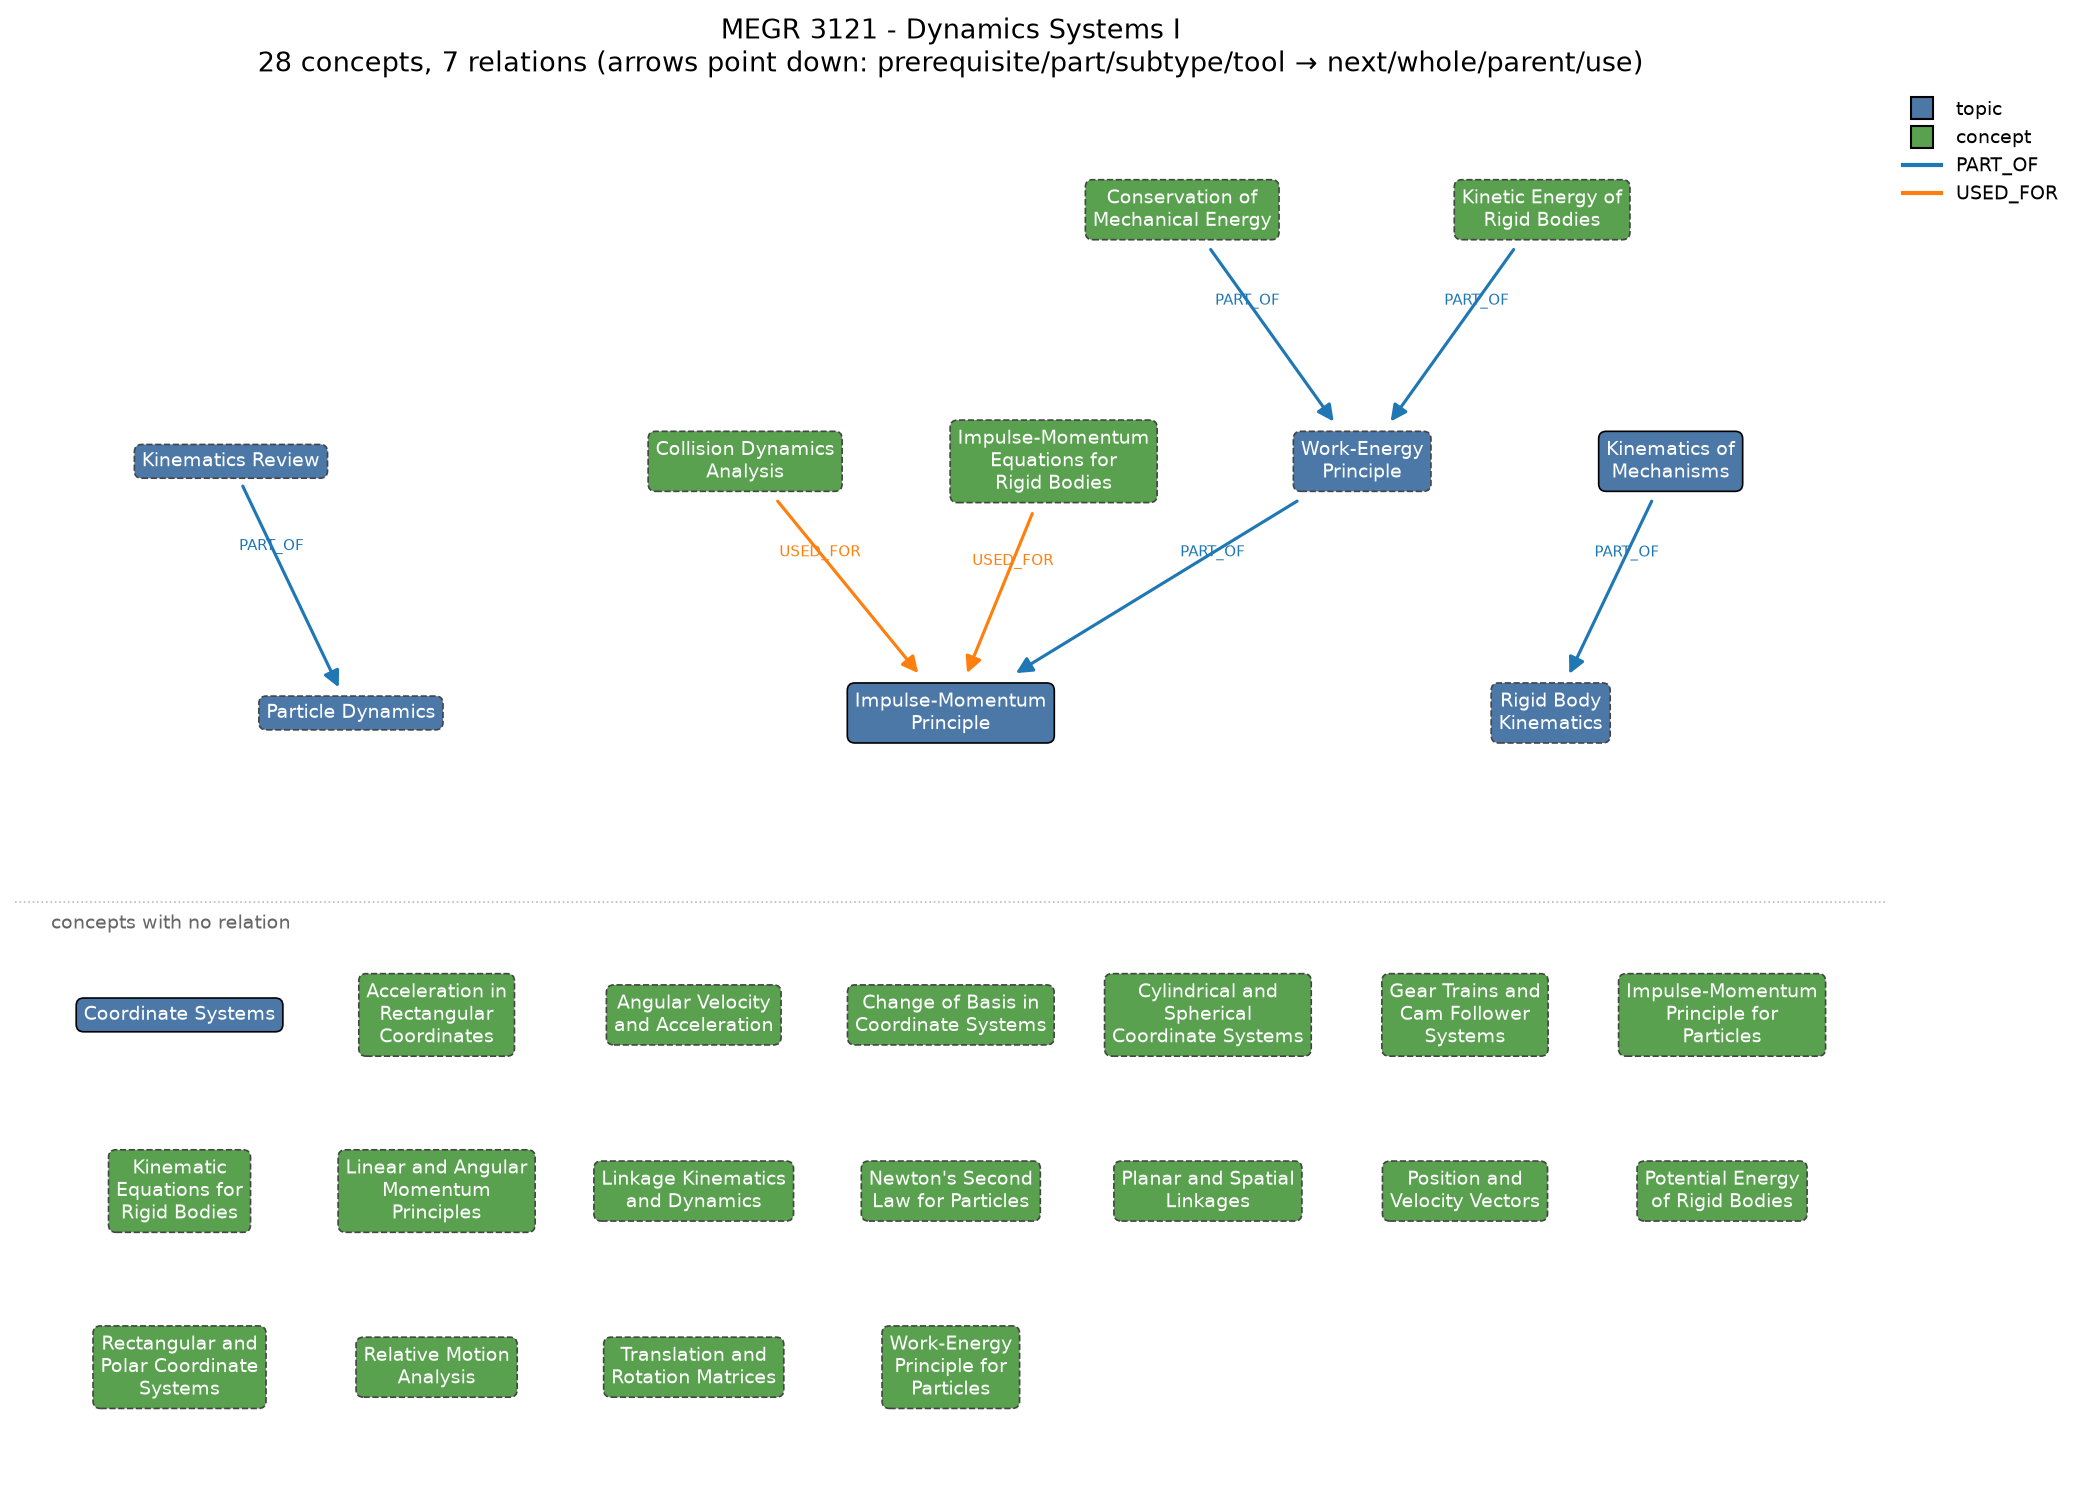 MEGR 3121 - Dynamics Systems I
28 concepts, 7 relations (arrows point down: prerequisite/part/subtype/tool → next/whole/parent/use)
topic
concept
PART_OF
USED_FOR
Conservation of
Mechanical Energy
Kinetic Energy of
Rigid Bodies
PART_OF
PART_OF
Kinematics Review
Collision Dynamics
Analysis
Impulse-Momentum
Equations for
Rigid Bodies
Work-Energy
Principle
Kinematics of
Mechanisms
PART_OF
USED_FOR
USED_FOR
PART_OF
PART_OF
Particle Dynamics
Impulse-Momentum
Principle
Rigid Body
Kinematics
concepts with no relation
Coordinate Systems
Acceleration in
Rectangular
Coordinates
Angular Velocity
and Acceleration
Change of Basis in
Coordinate Systems
Cylindrical and
Spherical
Coordinate Systems
Gear Trains and
Cam Follower
Systems
Impulse-Momentum
Principle for
Particles
Kinematic
Equations for
Rigid Bodies
Linear and Angular
Momentum
Principles
Linkage Kinematics
and Dynamics
Newton's Second
Law for Particles
Planar and Spatial
Linkages
Position and
Velocity Vectors
Potential Energy
of Rigid Bodies
Rectangular and
Polar Coordinate
Systems
Relative Motion
Analysis
Translation and
Rotation Matrices
Work-Energy
Principle for
Particles